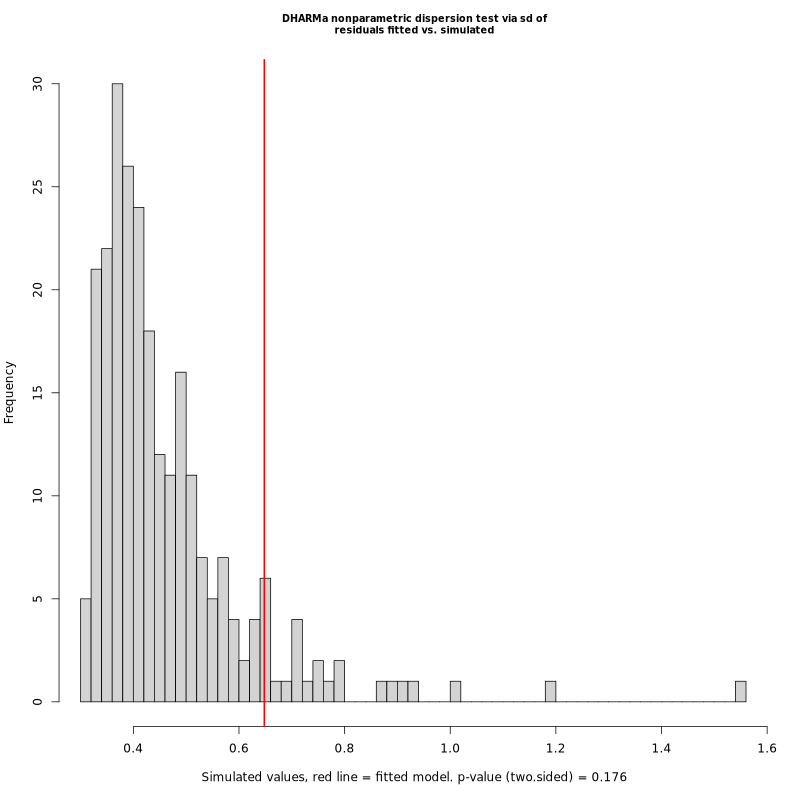 DHARMa nonparametric dispersion test via sd of
residuals fitted vs. simulated
30
25
20
15
10
5
0
Frequency
0.4 0.6 0.8 1.0 1.2 1.4 1.6
Simulated values, red line = fitted model. p-value (two.sided) = 0.176